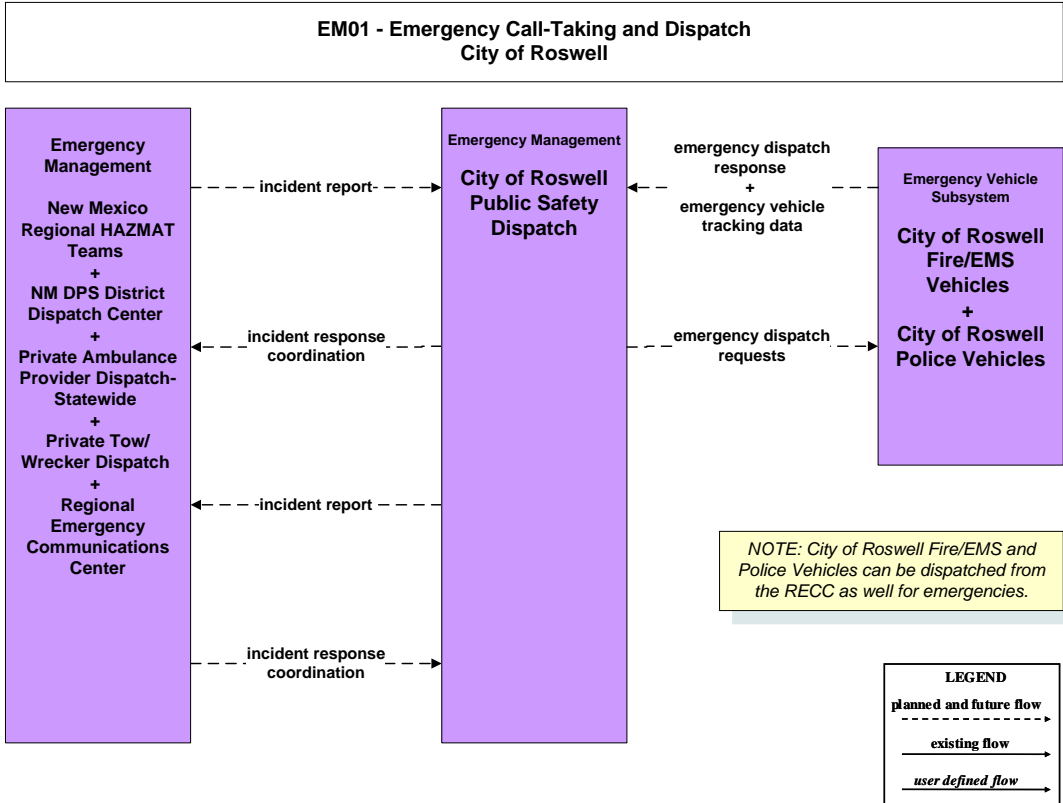 EM01 - Emergency Call-Taking and Dispatch
City of Roswell
Emergency
Management
New Mexico
Regional HAZMAT
Teams
+
NM DPS District
Dispatch Center
+
Private Ambulance
Provider Dispatch-
Statewide
+
Private Tow/
Wrecker Dispatch
+
Regional
Emergency
Communications
Center
incident report
incident response
coordination
incident report
incident response
coordination
Emergency Management
City of Roswell
Public Safety
Dispatch
emergency dispatch
response
+
emergency vehicle
tracking data
emergency dispatch
requests
Emergency Vehicle
Subsystem
City of Roswell
Fire/EMS
Vehicles
+
City of Roswell
Police Vehicles
NOTE: City of Roswell Fire/EMS and
Police Vehicles can be dispatched from
the RECC as well for emergencies.
LEGEND
planned and future flow
existing flow
user defined flow